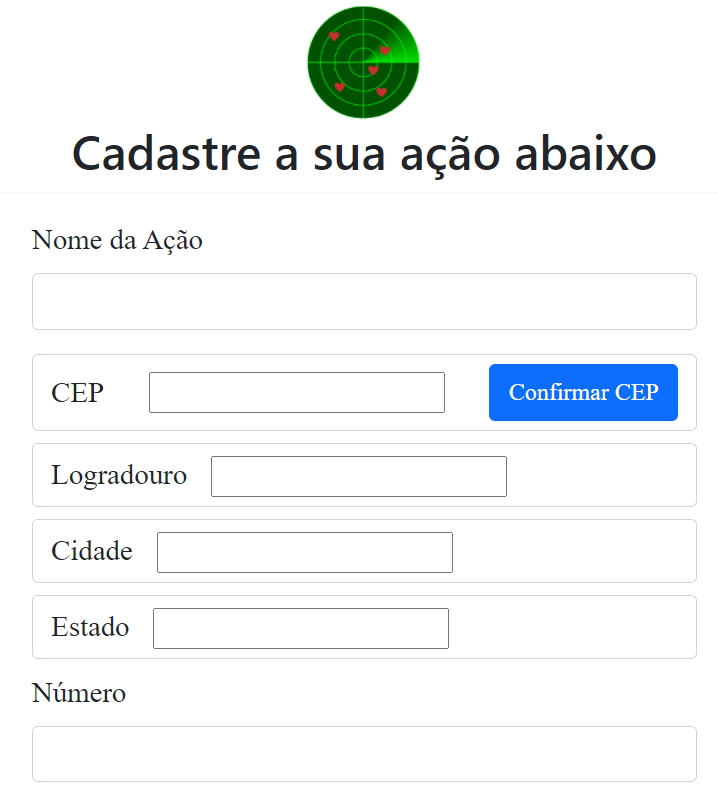 Cadastre a sua ação abaixo
Nome da Ação
CEP
Confirmar CEP
Logradouro
Cidade
Estado
Número